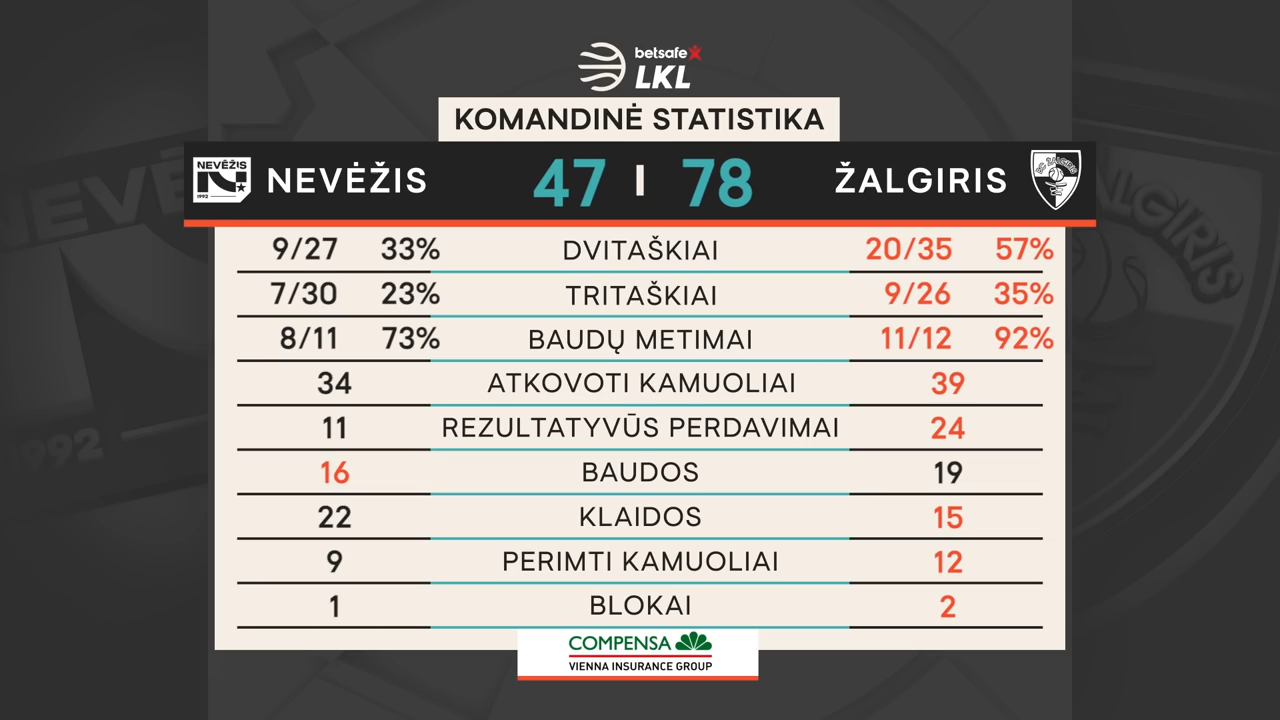 betsafe
LKL
KOMANDINĖ STATISTIKA
NEVĖŽIS
1992
NEVĖŽIS 47 | 78 ŽALGIRIS
9/27 33% DVITAŠKIAI 20/35 57%
7/30 23% TRITAŠKIAI 9/26 35%
8/11 73% BAUDŲ METIMAI 11/12 92%
34 ATKOVOTI KAMUOLIAI 39
11 REZULTATYVŪS PERDAVIMAI 24
16 BAUDOS 19
22 KLAIDOS 15
9 PERIMTI KAMUOLIAI 12
1 BLOKAI 2
COMPENSA
VIENNA INSURANCE GROUP